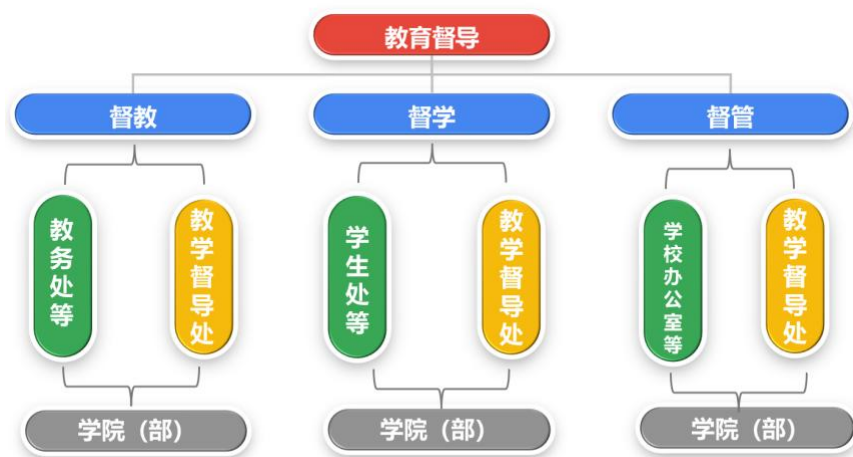 教育督导
督教
督学
督管
教务处等
教学督导处
学生处等
教学督导处
学校办公室等
教学督导处
学院（部）
学院（部）
学院（部）